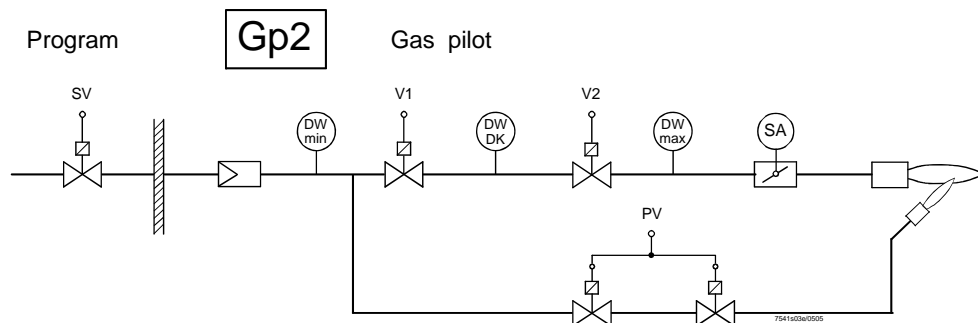 Program Gp2 Gas pilot
SV V1 V2
DW min
DW DK
DW max
SA
PV
7541s03e/0505